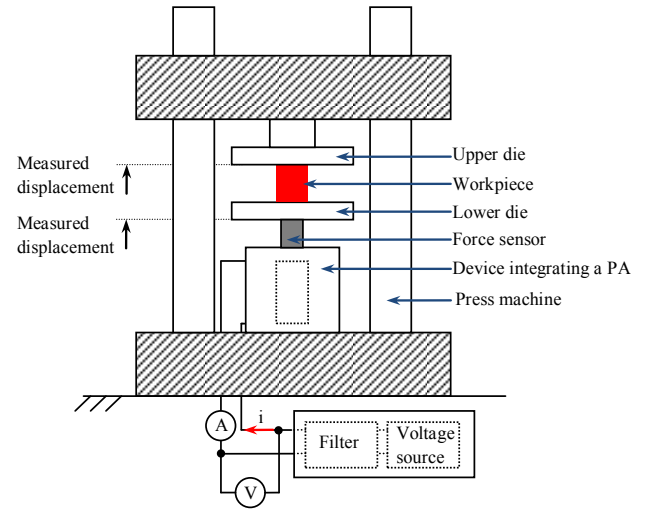 Upper die
Measured
displacement
Workpiece
Lower die
Measured
displacement
Force sensor
Device integrating a PA
Press machine
A
i
Filter
Voltage
source
V